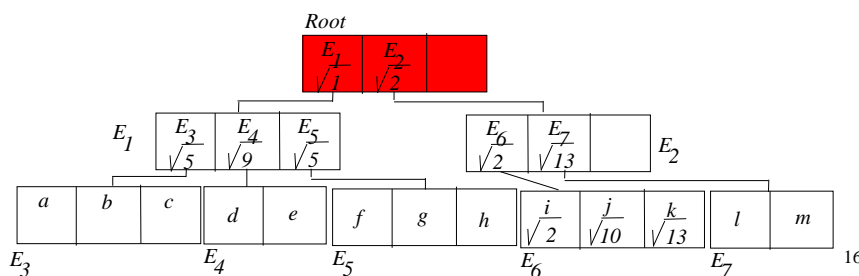 Root
E1 E2
√1 √2
E1 E3 E4 E5 E6 E7 E2
√5 √9 √5 √2 √13
a b c d e f g h i j k l m
√2 √10 √13
E3 E4 E5 E6 E7 16